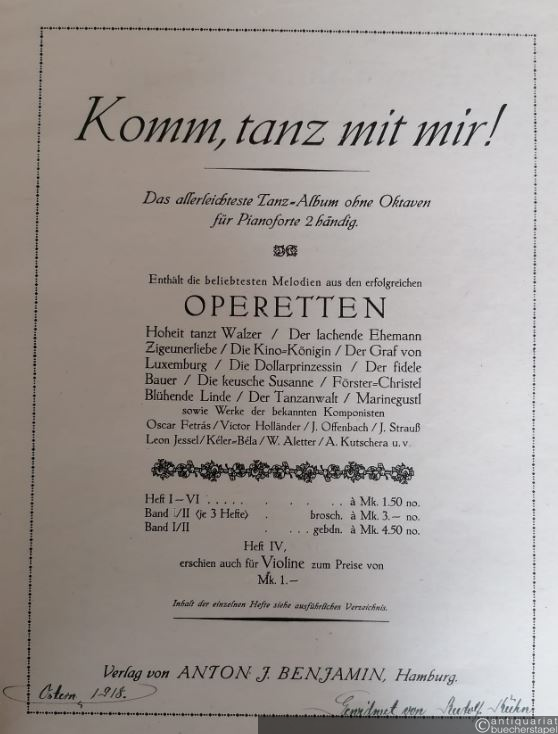 Komm, tanz mit mir!
Das allerleichteste Tanz=Album ohne Oktaven
für Pianoforte 2 händig.
Enthält die beliebtesten Melodien aus den erfolgreichen
OPERETTEN
Hoheit tanzt Walzer / Der lachende Ehemann
Zigeunerliebe / Die Kino=Königin / Der Graf von
Luxemburg / Die Dollarprinzessin / Der fidele
Bauer / Die keusche Susanne / Förster=Christel
Blühende Linde / Der Tanzanwalt / Marinegustl
sowie Werke der bekannten Komponisten
Oscar Fetrás / Victor Holländer / J. Offenbach / J. Strauß
Leon Jessel / Kéler=Béla / W. Aletter / A. Kutschera u. v.
Heft I—VI . . . . . . . . . . . à Mk. 1.50 no.
Band I/II (je 3 Hefte) . brosch. à Mk. 3.— no.
Band I/II . . . . gebdn. à Mk. 4.50 no.
Heft IV,
erschien auch für Violine zum Preise von
Mk. 1.—
Inhalt der einzelnen Hefte siehe ausführliches Verzeichnis.
Verlag von ANTON J. BENJAMIN, Hamburg.
Ostern 1918.
Gewidmet von Rudolf Kühn
© antiquariat
buecherstapel